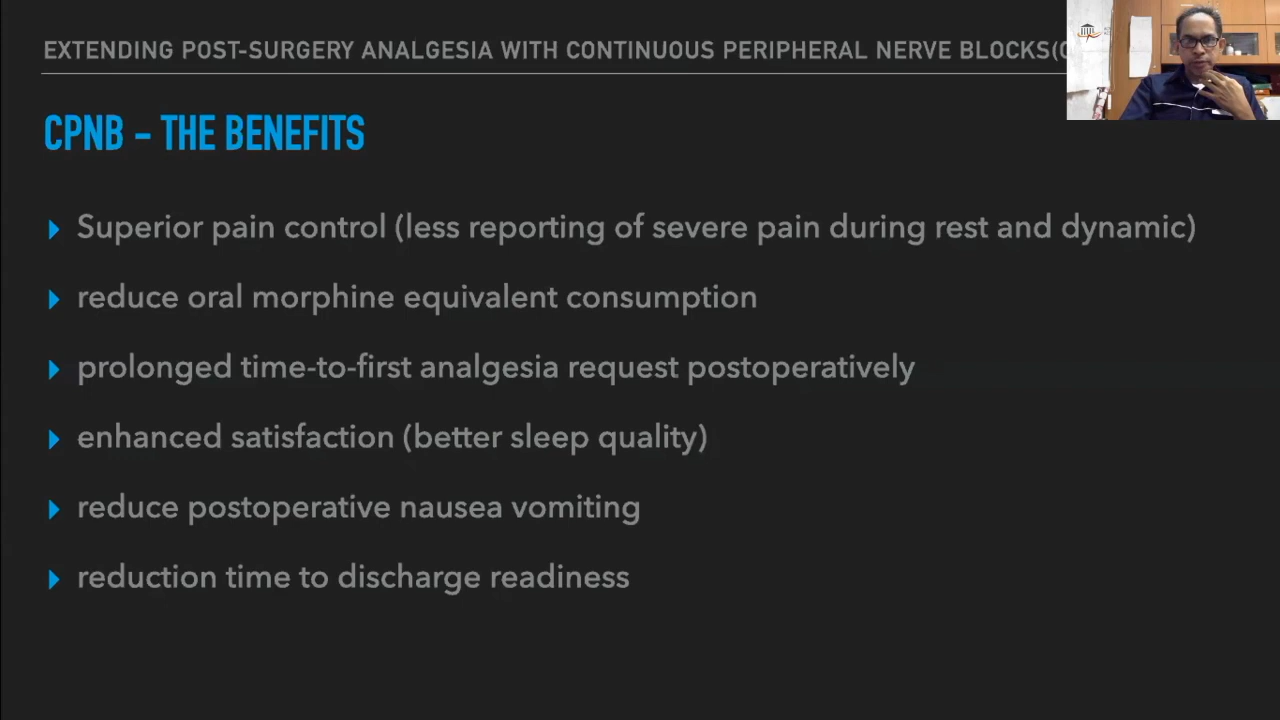 EXTENDING POST-SURGERY ANALGESIA WITH CONTINUOUS PERIPHERAL NERVE BLOCKS(
CPNB – THE BENEFITS
Superior pain control (less reporting of severe pain during rest and dynamic)
reduce oral morphine equivalent consumption
prolonged time-to-first analgesia request postoperatively
enhanced satisfaction (better sleep quality)
reduce postoperative nausea vomiting
reduction time to discharge readiness